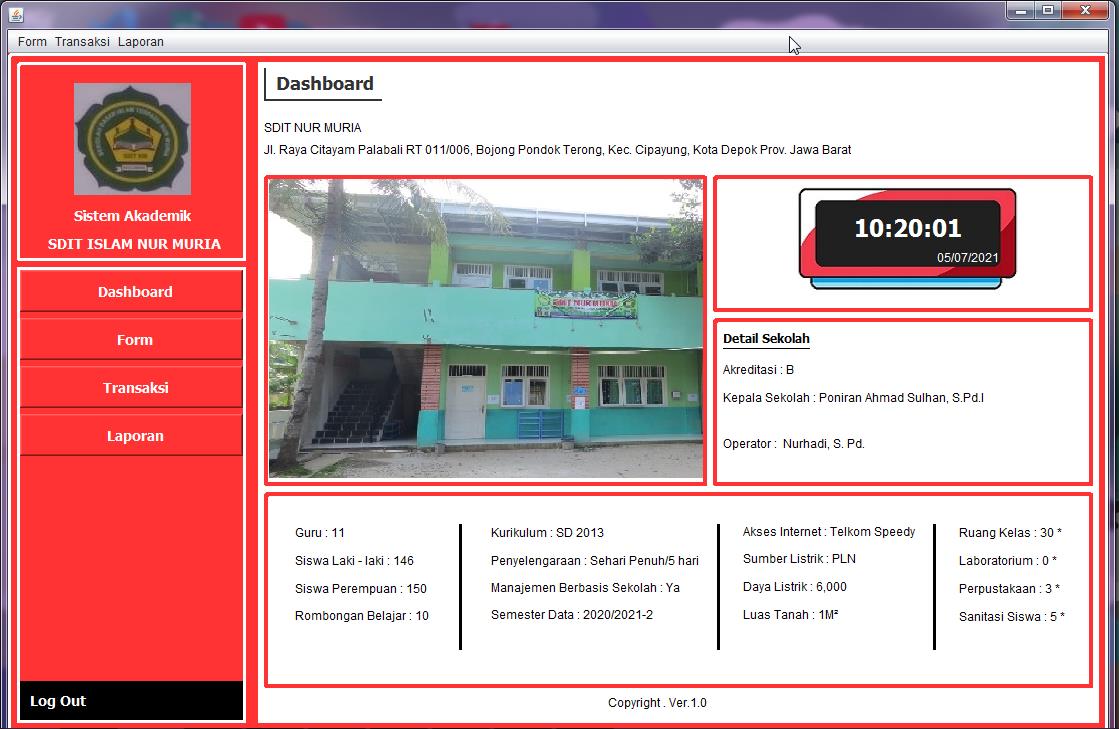 Form Transaksi Laporan
Sistem Akademik
SDIT ISLAM NUR MURIA
Dashboard
Form
Transaksi
Laporan
Log Out
Dashboard
SDIT NUR MURIA
Jl. Raya Citayam Palabali RT 011/006, Bojong Pondok Terong, Kec. Cipayung, Kota Depok Prov. Jawa Barat
10:20:01
05/07/2021
Detail Sekolah
Akreditasi : B
Kepala Sekolah : Poniran Ahmad Sulhan, S.Pd.I
Operator : Nurhadi, S. Pd.
Guru : 11
Siswa Laki - laki : 146
Siswa Perempuan : 150
Rombongan Belajar : 10
Kurikulum : SD 2013
Penyelengaraan : Sehari Penuh/5 hari
Manajemen Berbasis Sekolah : Ya
Semester Data : 2020/2021-2
Akses Internet : Telkom Speedy
Sumber Listrik : PLN
Daya Listrik : 6,000
Luas Tanah : 1M²
Ruang Kelas : 30 *
Laboratorium : 0 *
Perpustakaan : 3 *
Sanitasi Siswa : 5 *
Copyright . Ver.1.0